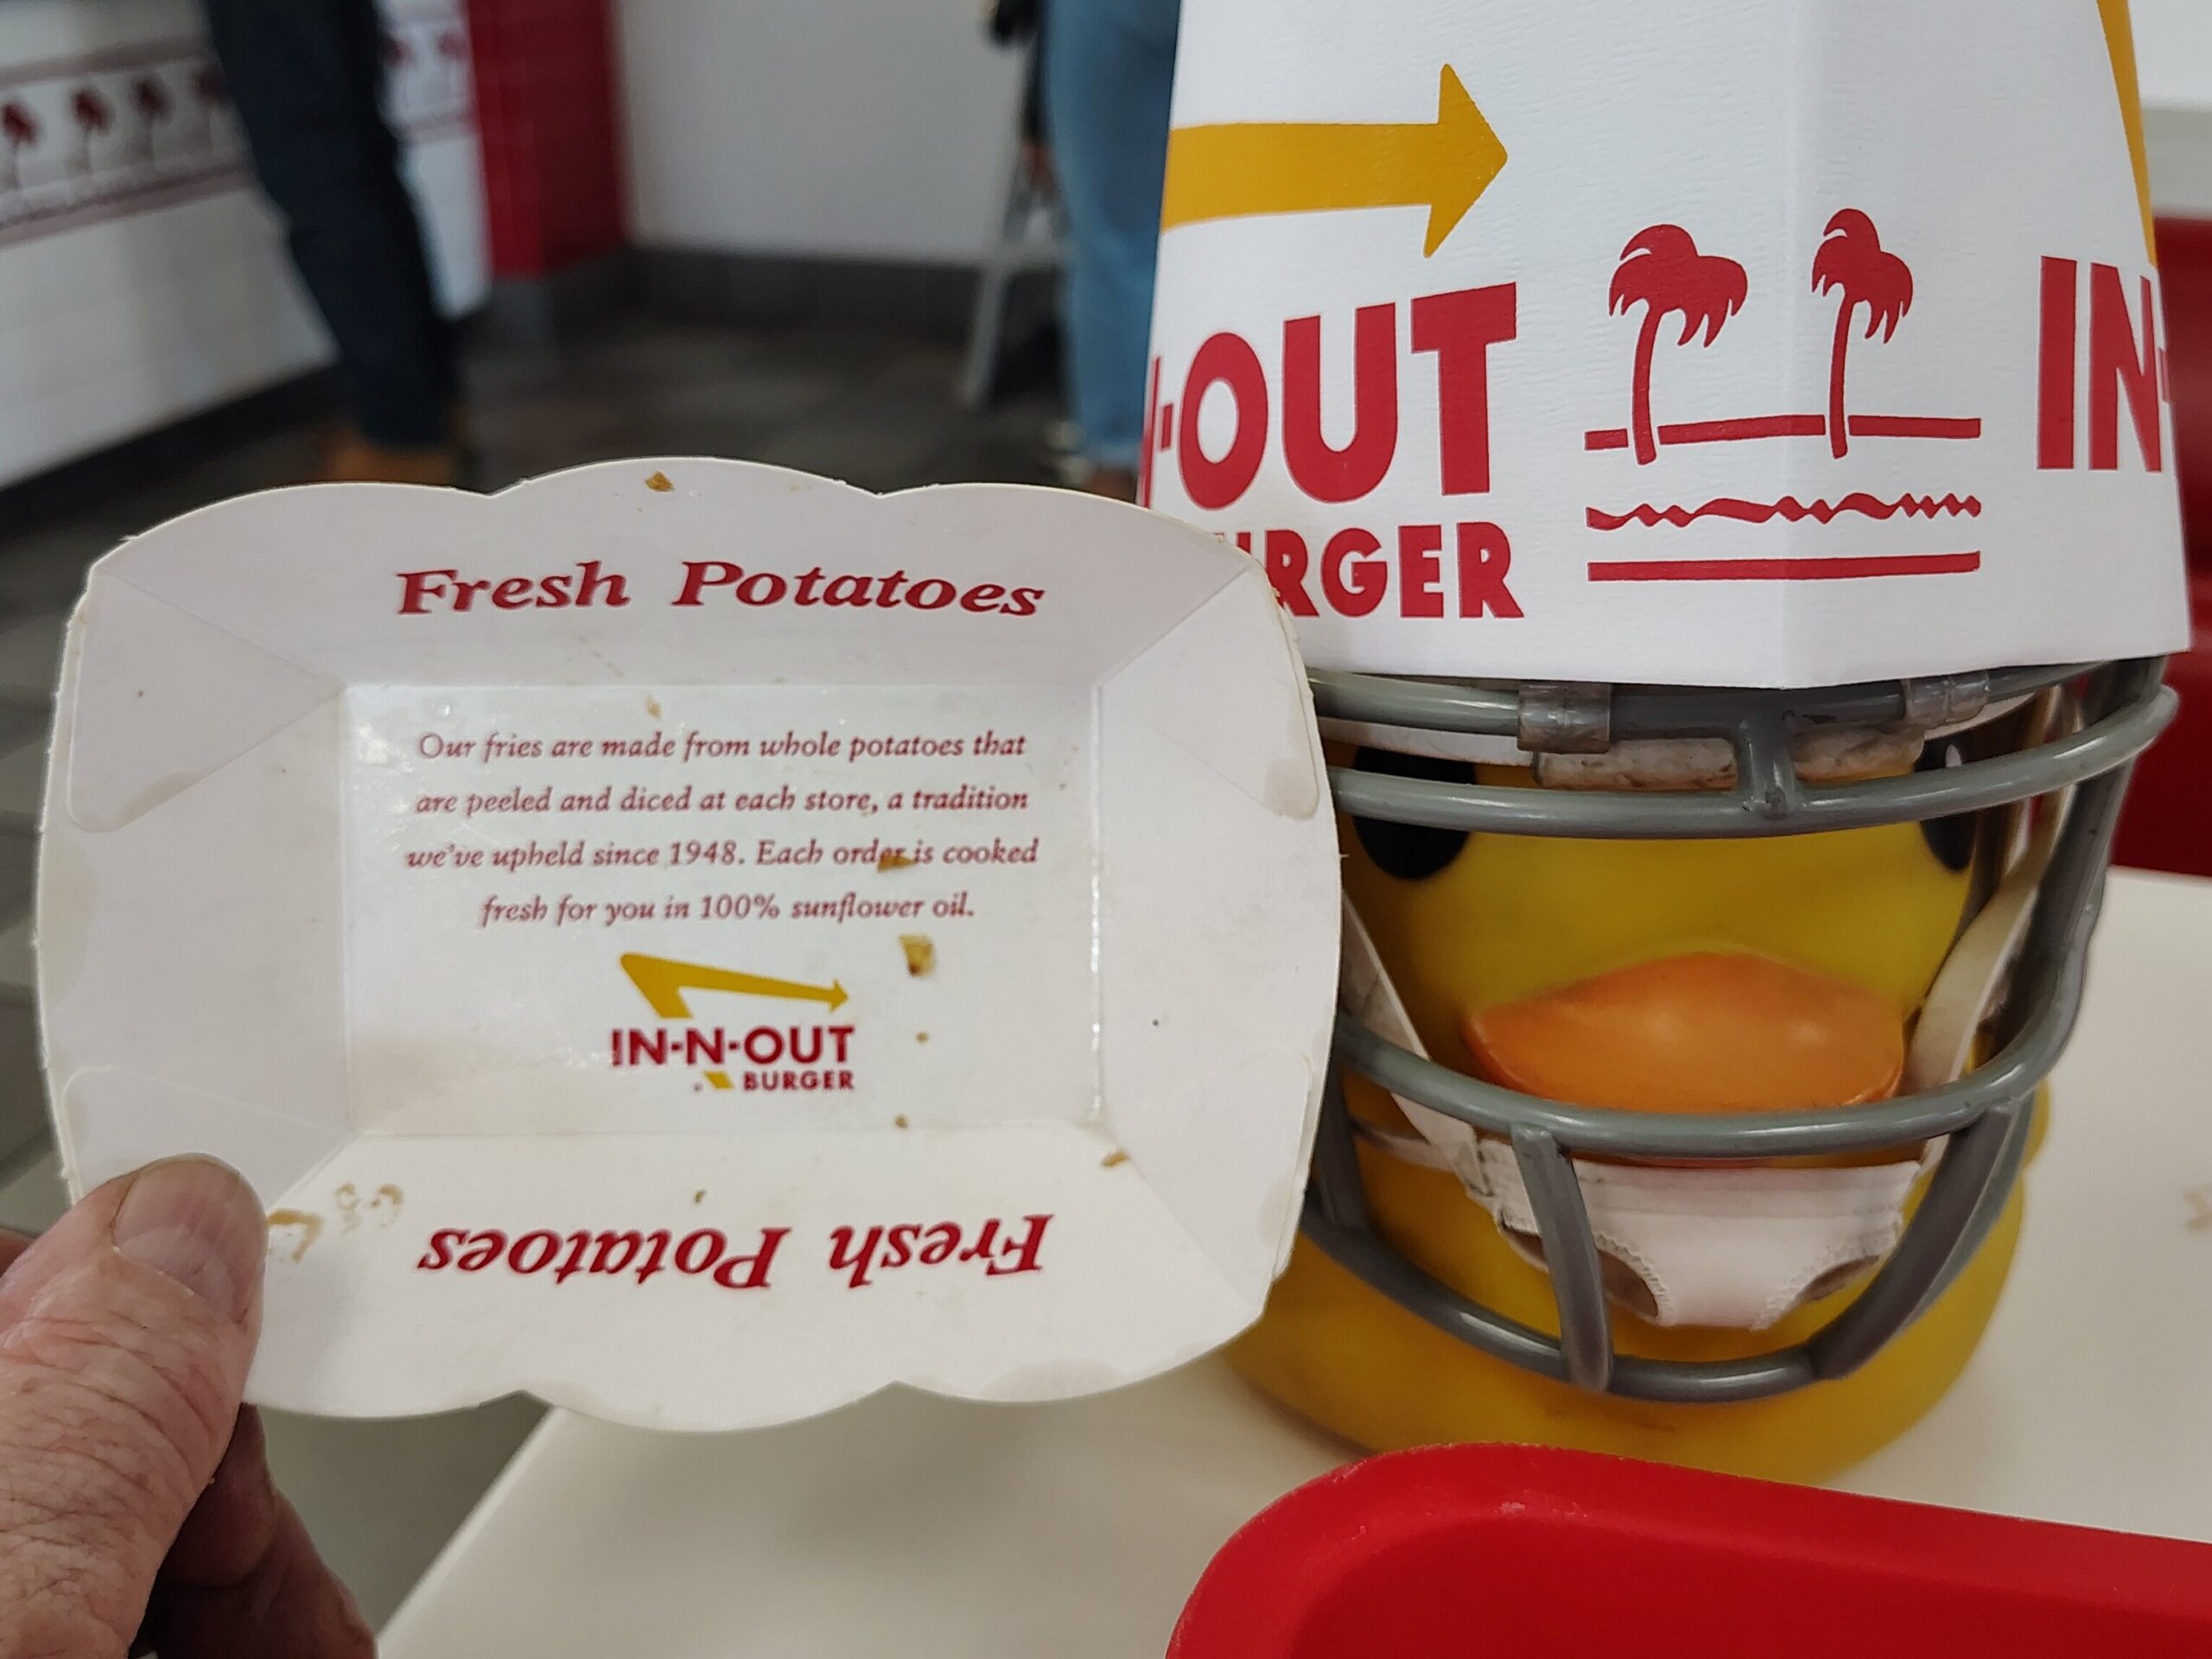 Fresh Potatoes
Our fries are made from whole potatoes that
are peeled and diced at each store, a tradition
we've upheld since 1948. Each order is cooked
fresh for you in 100% sunflower oil.
IN-N-OUT
BURGER
Fresh Potatoes
N-OUT
URGER
IN-